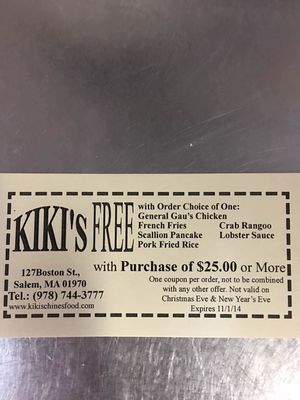 KIKI's FREE
with Order Choice of One:
General Gau's Chicken
French Fries Crab Rangoo
Scallion Pancake Lobster Sauce
Pork Fried Rice
with Purchase of $25.00 or More
127Boston St.,
Salem, MA 01970
Tel.: (978) 744-3777
www.kikischinesfood.com
One coupon per order, not to be combined
with any other offer. Not valid on
Christmas Eve & New Year's Eve
Expires 11/1/14